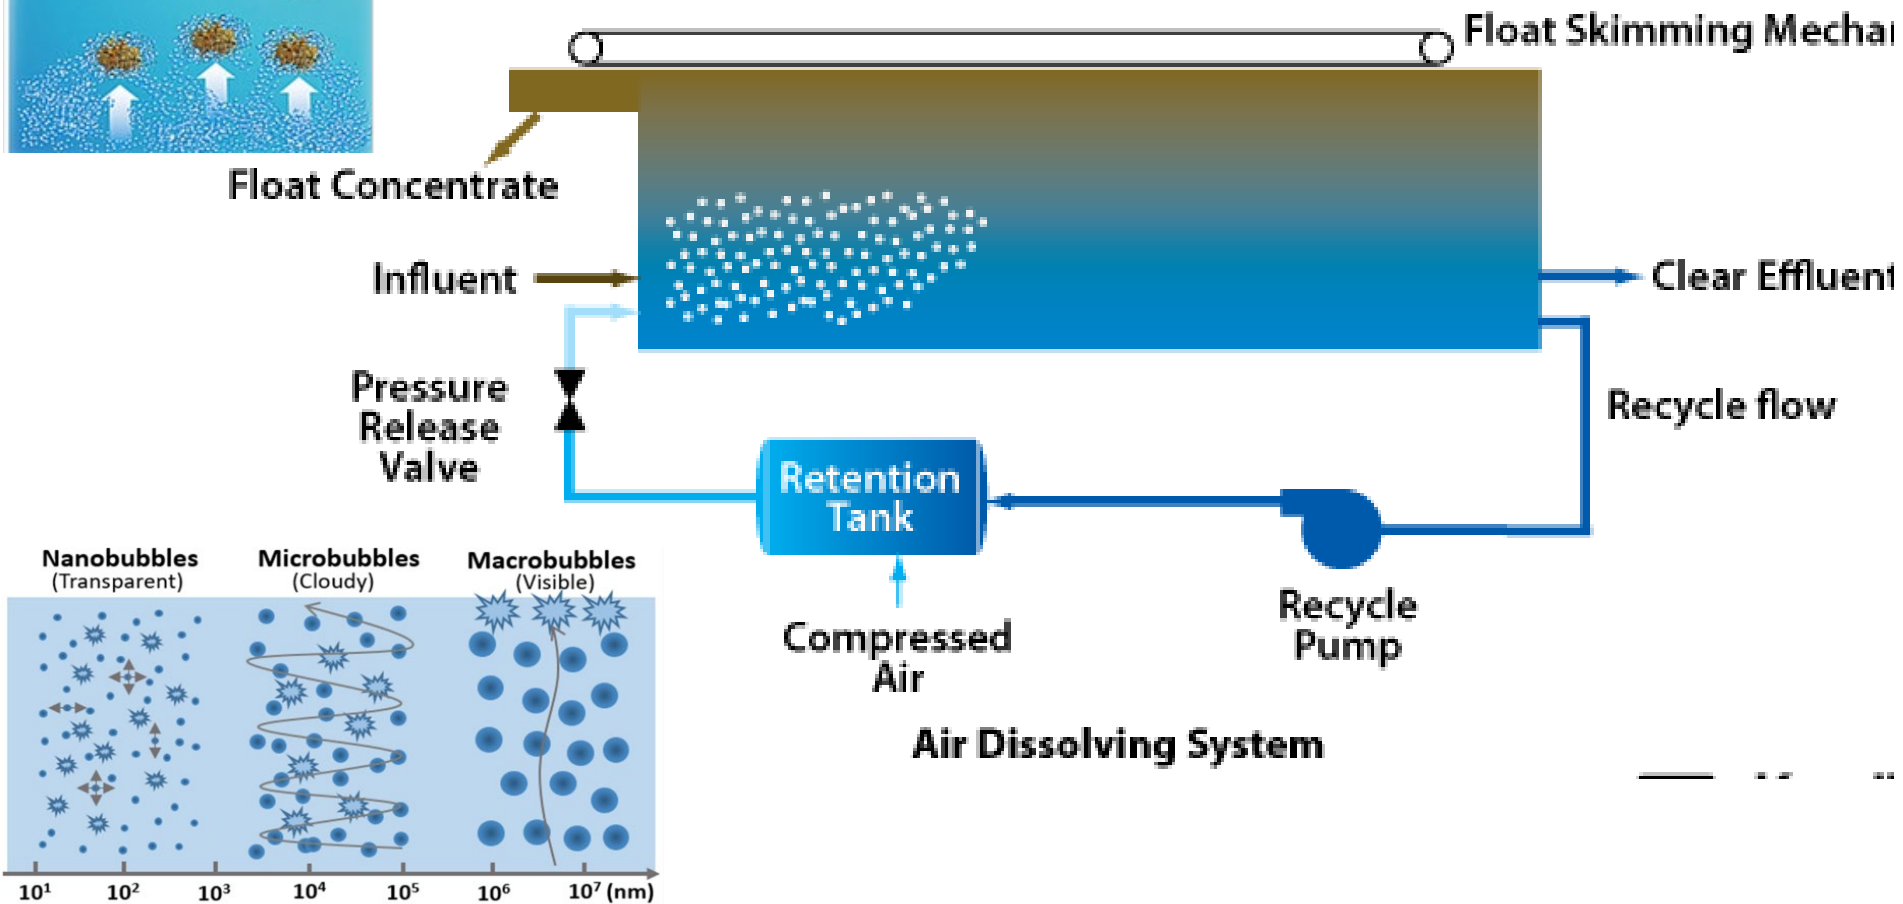 Float Skimming Mechan
Float Concentrate
Influent
Clear Effluent
Pressure
Release
Valve
Recycle flow
Retention
Tank
Compressed
Air
Recycle
Pump
Air Dissolving System
Nanobubbles
(Transparent)
Microbubbles
(Cloudy)
Macrobubbles
(Visible)
10¹ 10² 10³ 10⁴ 10⁵ 10⁶ 10⁷ (nm)